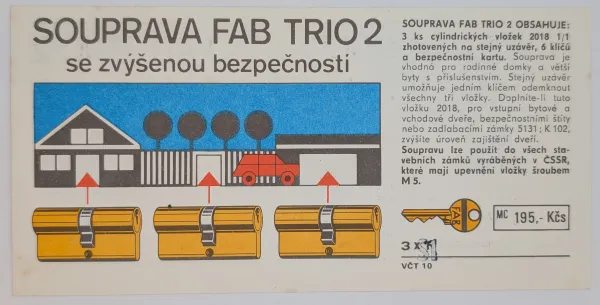 SOUPRAVA FAB TRIO 2
se zvýšenou bezpečností
SOUPRAVA FAB TRIO 2 OBSAHUJE:
3 ks cylindrických vložek 2018 1/1
zhotovených na stejný uzávěr, 6 klíčů
a bezpečnostní kartu. Souprava je
vhodná pro rodinné domky a větší
byty s příslušenstvím. Stejný uzávěr
umožňuje jedním klíčem odemknout
všechny tři vložky. Doplníte-li tuto
vložku 2018, pro vstupní bytové a
vchodové dveře, bezpečnostními štíty
nebo zadlabacími zámky 5131; K 102,
zvýšíte úroveň zajištění dveří.
Soupravu lze použít do všech sta-
vebních zámků vyráběných v ČSSR,
které mají upevnění vložky šroubem
M 5.
FAB
MC 195,- Kčs
3 x
VČT 10